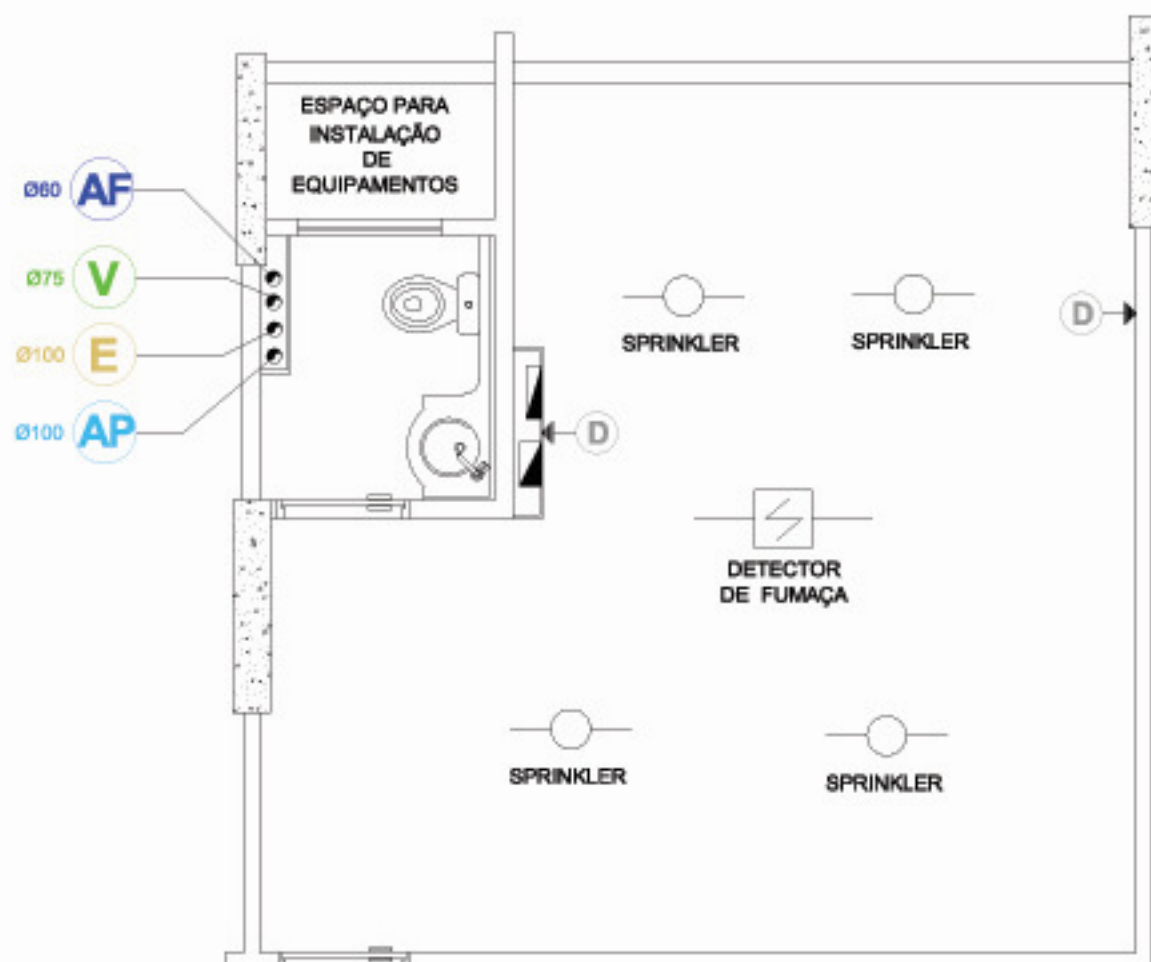 ESPAÇO PARA
INSTALAÇÃO
DE
EQUIPAMENTOS
Ø60 AF
Ø75 V
Ø100 E
Ø100 AP
SPRINKLER
SPRINKLER
D
D
DETECTOR
DE FUMAÇA
SPRINKLER
SPRINKLER